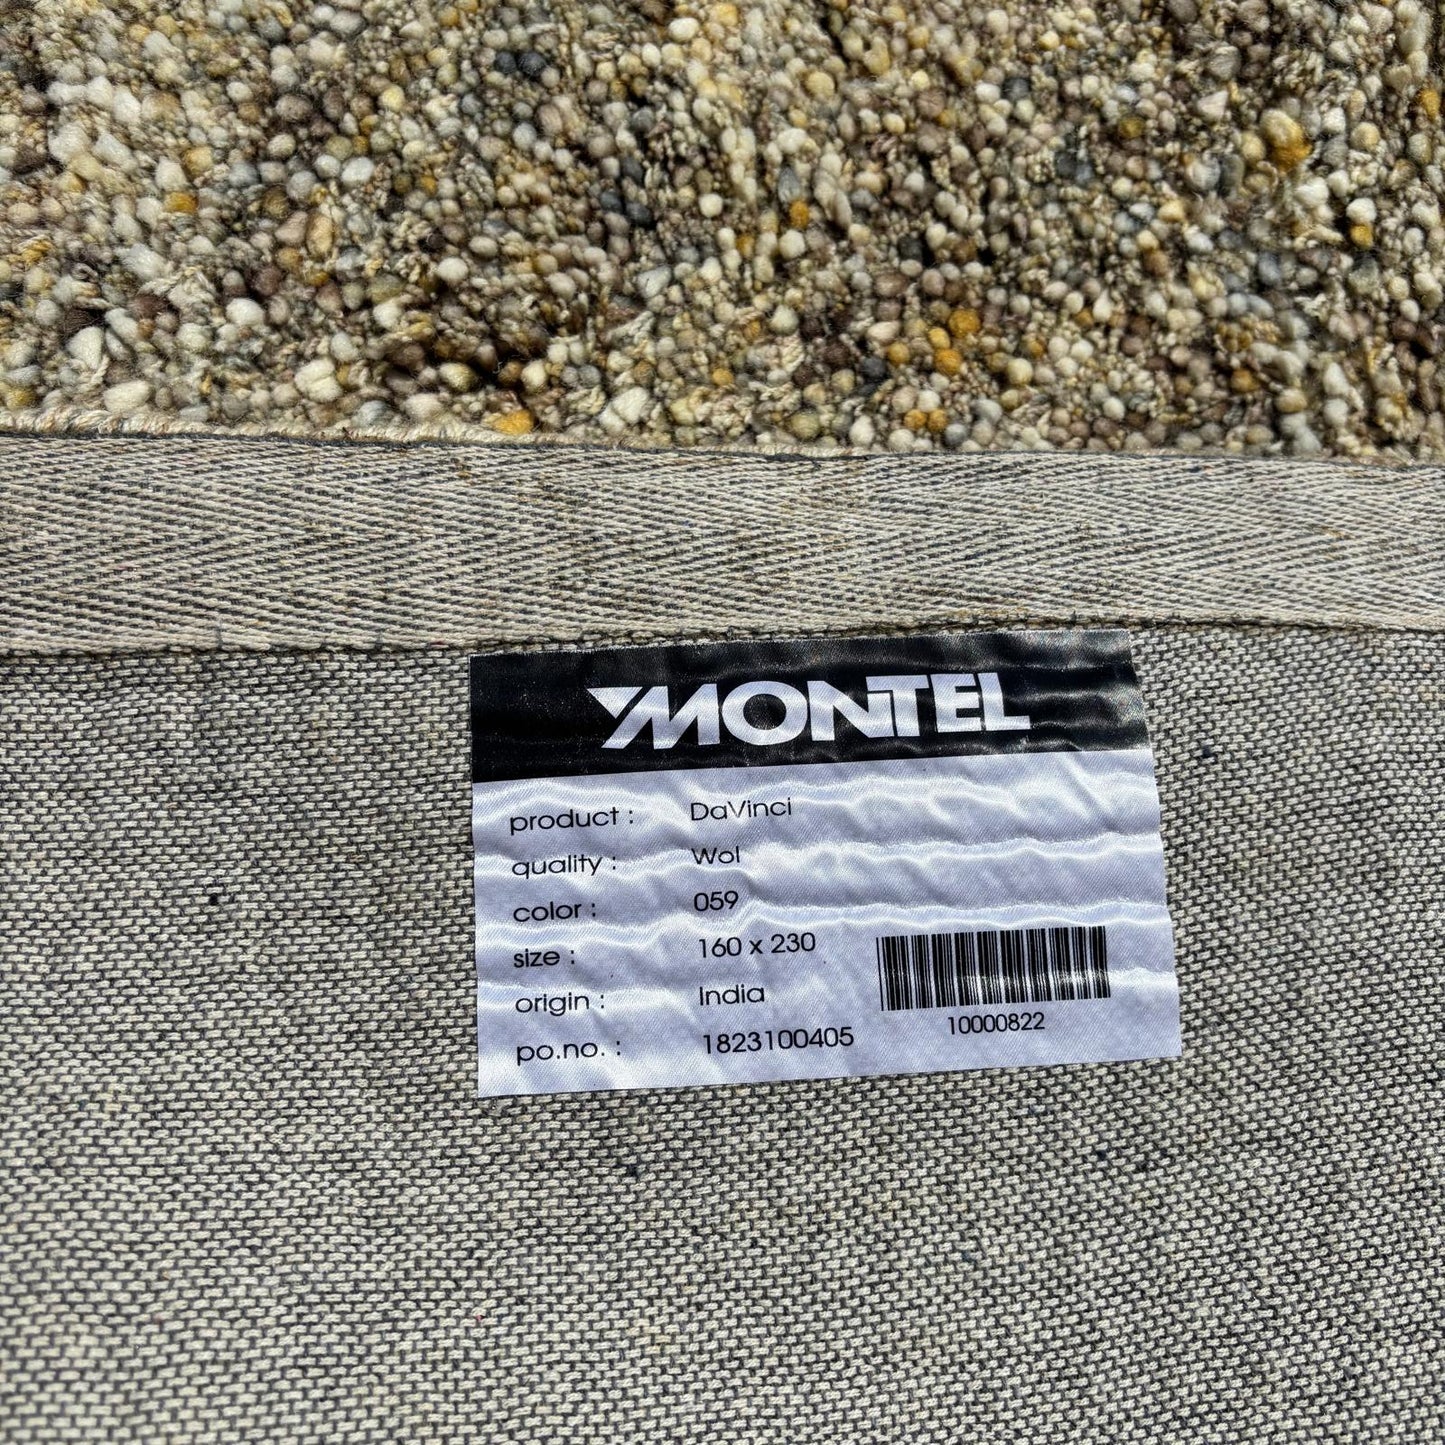 MONTEL
product : DaVinci
quality : Wol
color : 059
size : 160 x 230
origin : India
po.no. : 1823100405
10000822